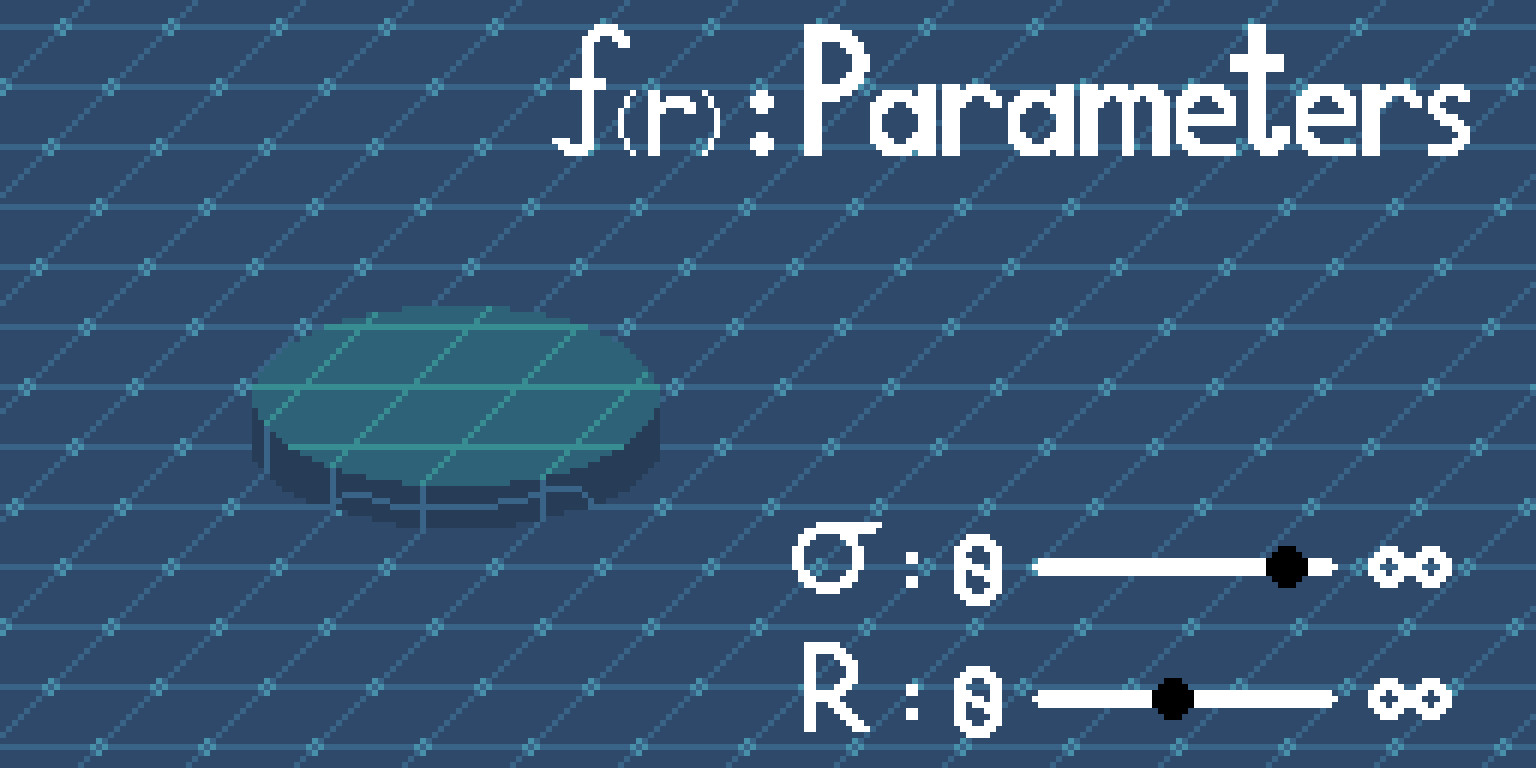 f(r):Parameters
σ:0 ∞
R:0 ∞